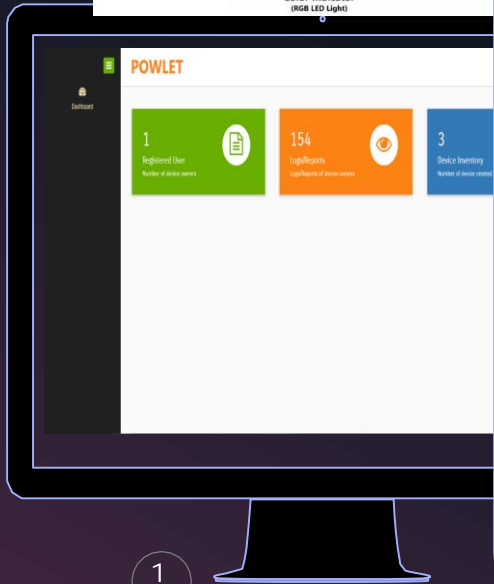 (RGB LED Light)
POWLET
Dashboard
1
Registered User
Number of device owners
154
Logs/Reports
Logs/Reports of device owners
3
Device Inventory
Number of device created
1